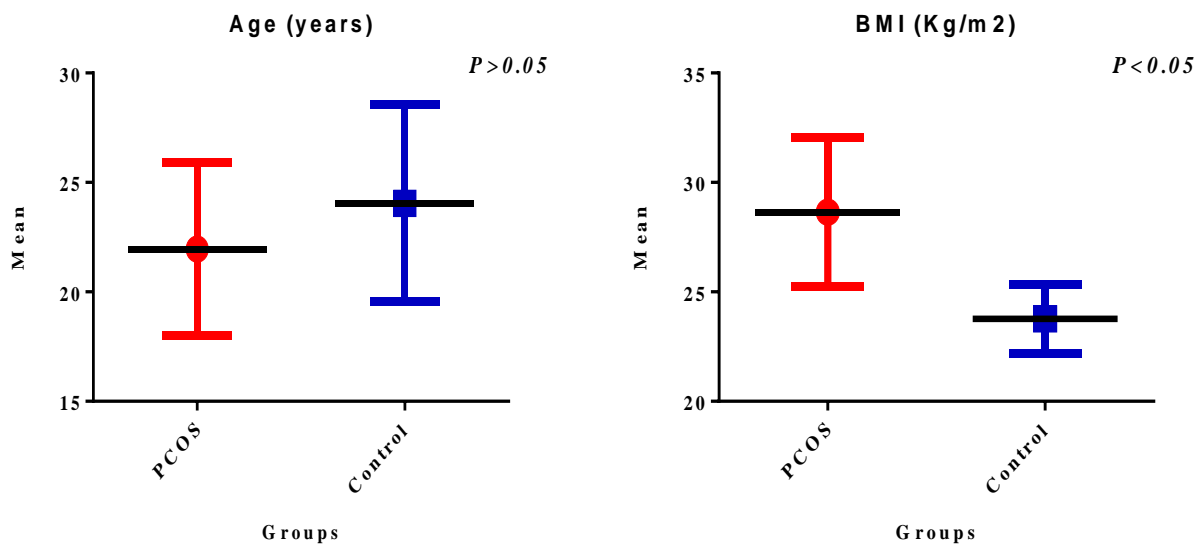 Age (years)
P>0.05
30
25
20
15
Mean
PCOS
Control
Groups
BMI (Kg/m2)
P<0.05
35
30
25
20
Mean
PCOS
Control
Groups